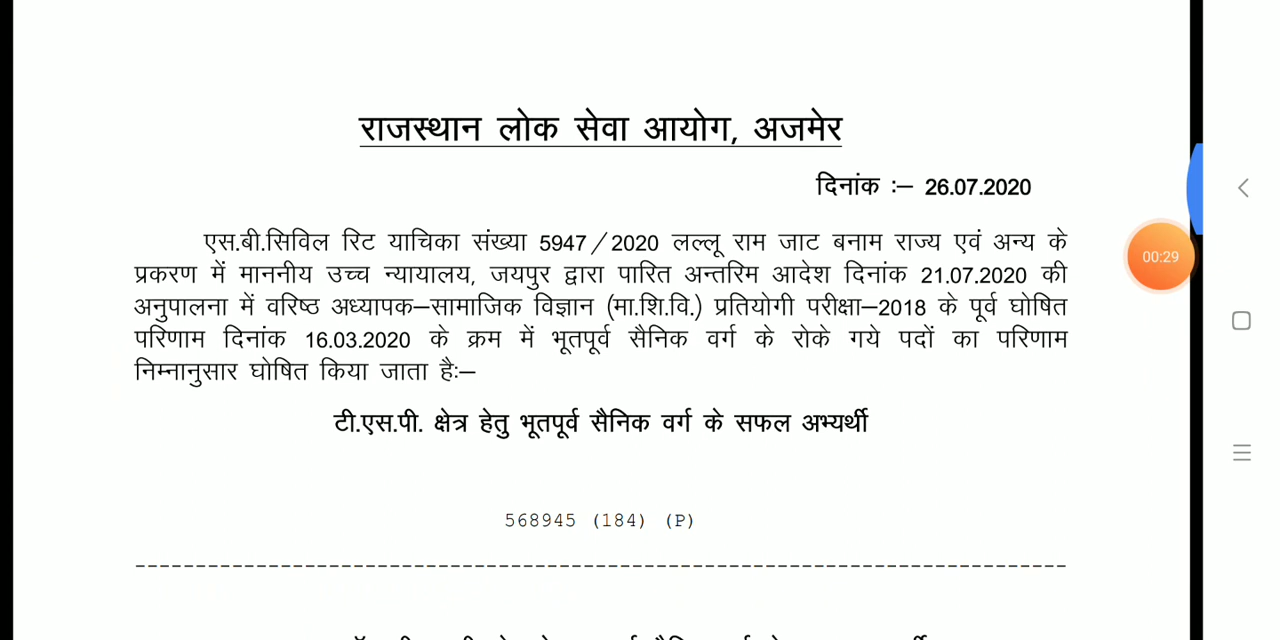 राजस्थान लोक सेवा आयोग, अजमेर
दिनांक :– 26.07.2020
एस.बी.सिविल रिट याचिका संख्या 5947/2020 लल्लू राम जाट बनाम राज्य एवं अन्य के
प्रकरण में माननीय उच्च न्यायालय, जयपुर द्वारा पारित अन्तरिम आदेश दिनांक 21.07.2020 की
अनुपालना में वरिष्ठ अध्यापक–सामाजिक विज्ञान (मा.शि.वि.) प्रतियोगी परीक्षा–2018 के पूर्व घोषित
परिणाम दिनांक 16.03.2020 के क्रम में भूतपूर्व सैनिक वर्ग के रोके गये पदों का परिणाम
निम्नानुसार घोषित किया जाता हैः–
टी.एस.पी. क्षेत्र हेतु भूतपूर्व सैनिक वर्ग के सफल अभ्यर्थी
568945 (184) (P)
00:29